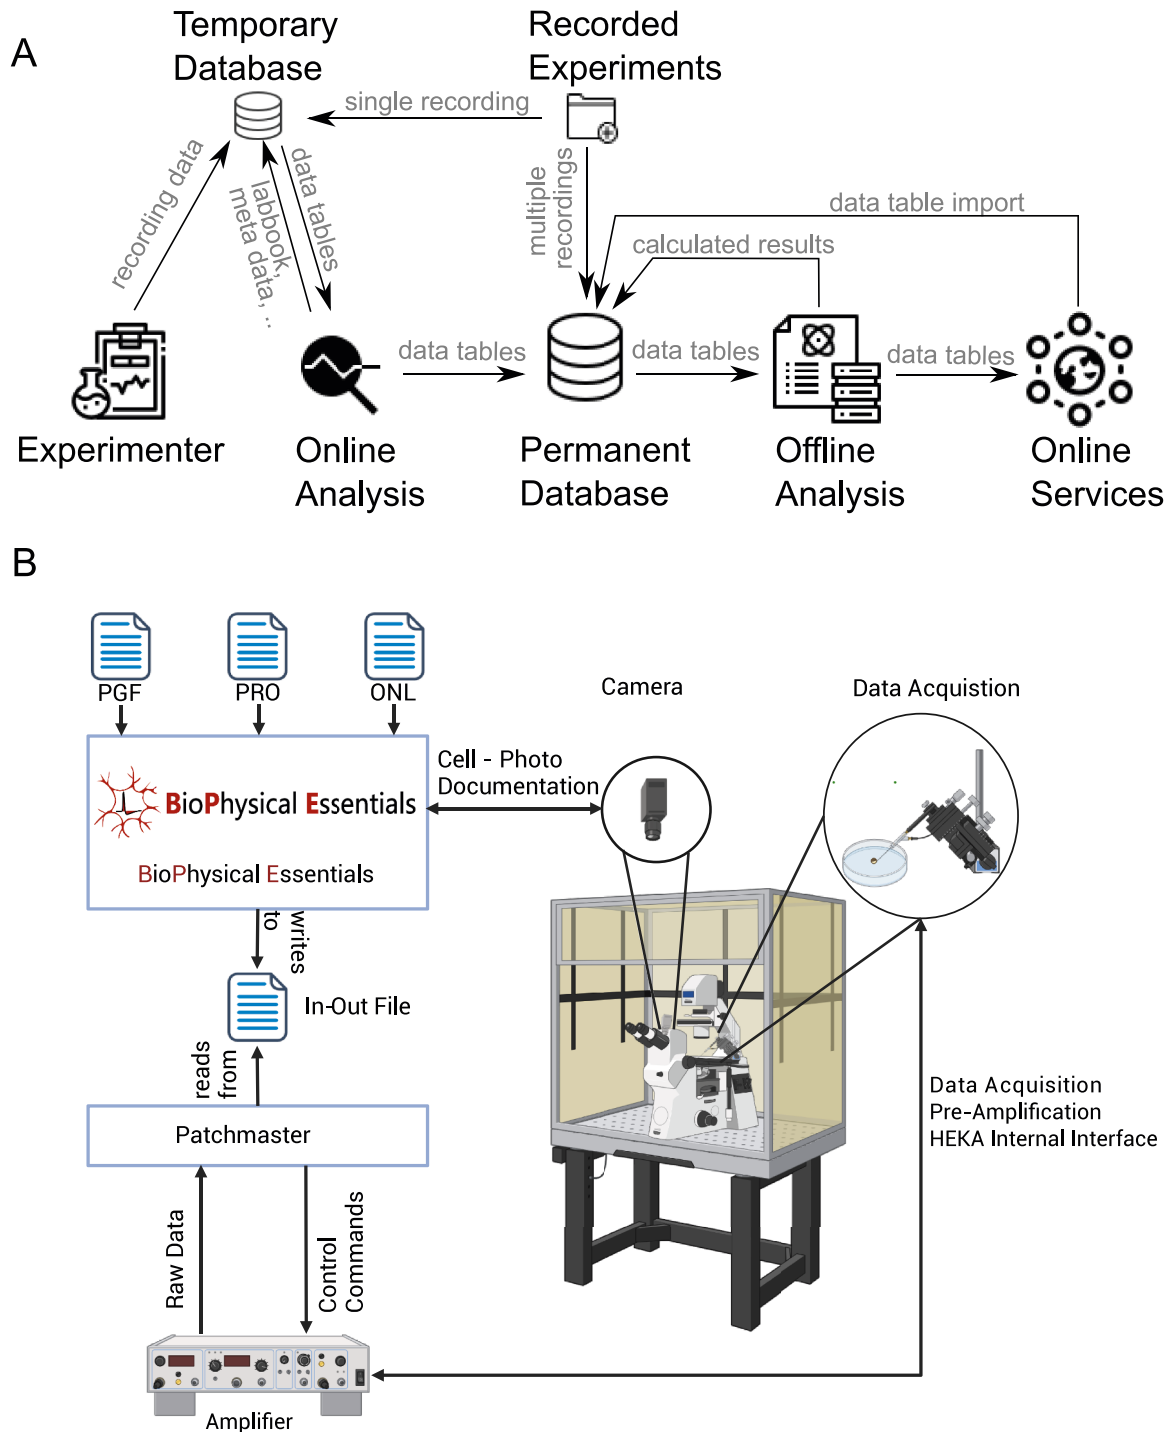 A
Temporary
Database
Recorded
Experiments
single recording
recording data
data tables
labbook,
meta data, ..
multiple
recordings
data table import
calculated results
data tables
data tables
data tables
Experimenter
Online
Analysis
Permanent
Database
Offline
Analysis
Online
Services
B
PGF
PRO
ONL
Camera
Data Acquistion
Cell - Photo
Documentation
BioPhysical Essentials
BioPhysical Essentials
writes
to
In-Out File
reads
from
Patchmaster
Data Acquisition
Pre-Amplification
HEKA Internal Interface
Raw Data
Control
Commands
Amplifier